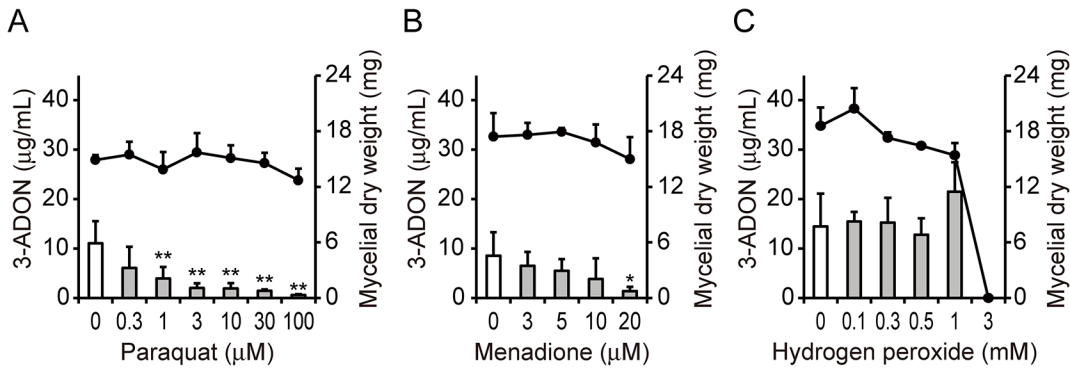 A
B
C
3-ADON (μg/mL)
40
30
20
10
0
**
**
**
**
**
24
18
12
6
0
Mycelial dry weight (mg)
0 0.3 1 3 10 30 100
Paraquat (μM)
3-ADON (μg/mL)
40
30
20
10
0
*
24
18
12
6
0
Mycelial dry weight (mg)
0 3 5 10 20
Menadione (μM)
3-ADON (μg/mL)
40
30
20
10
0
24
18
12
6
0
Mycelial dry weight (mg)
0 0.1 0.3 0.5 1 3
Hydrogen peroxide (mM)